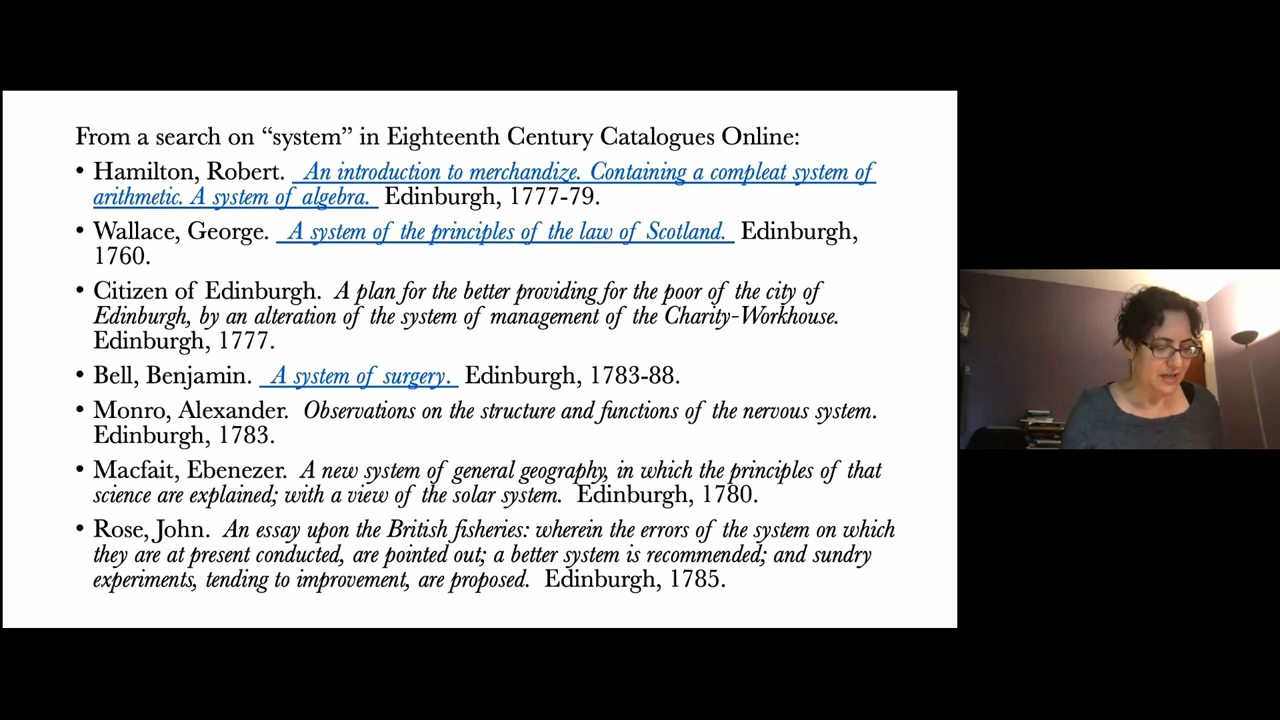 From a search on “system” in Eighteenth Century Catalogues Online:
• Hamilton, Robert. An introduction to merchandize. Containing a compleat system of
arithmetic. A system of algebra. Edinburgh, 1777-79.
• Wallace, George. A system of the principles of the law of Scotland. Edinburgh,
1760.
• Citizen of Edinburgh. A plan for the better providing for the poor of the city of
Edinburgh, by an alteration of the system of management of the Charity-Workhouse.
Edinburgh, 1777.
• Bell, Benjamin. A system of surgery. Edinburgh, 1783-88.
• Monro, Alexander. Observations on the structure and functions of the nervous system.
Edinburgh, 1783.
• Macfait, Ebenezer. A new system of general geography, in which the principles of that
science are explained; with a view of the solar system. Edinburgh, 1780.
• Rose, John. An essay upon the British fisheries: wherein the errors of the system on which
they are at present conducted, are pointed out; a better system is recommended; and sundry
experiments, tending to improvement, are proposed. Edinburgh, 1785.